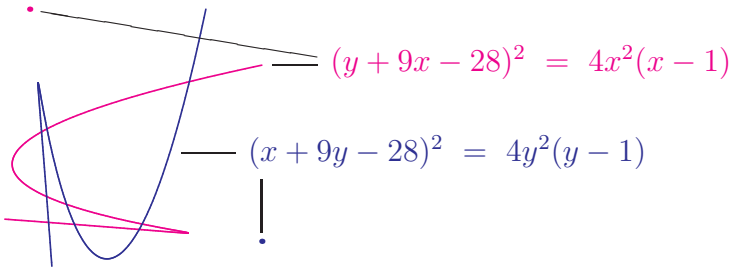 (y + 9x − 28)² = 4x²(x − 1)
(x + 9y − 28)² = 4y²(y − 1)